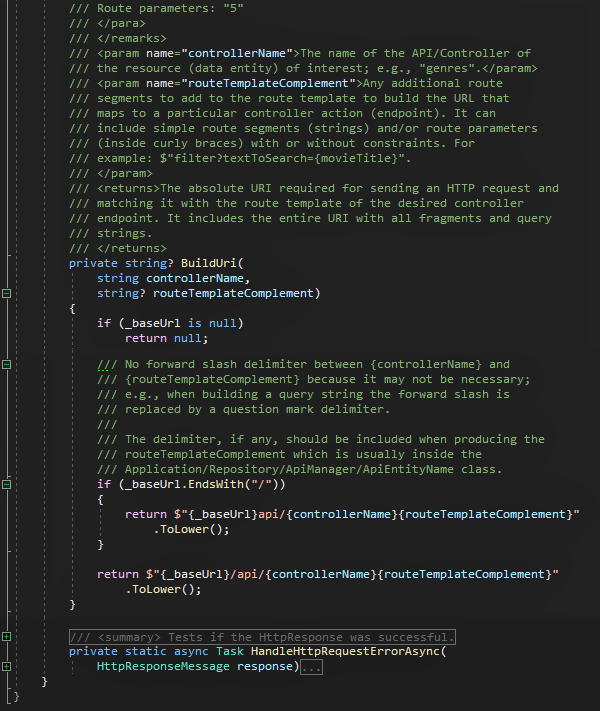 /// Route parameters: "5"
/// </para>
/// </remarks>
/// <param name="controllerName">The name of the API/Controller of
/// the resource (data entity) of interest; e.g., "genres".</param>
/// <param name="routeTemplateComplement">Any additional route
/// segments to add to the route template to build the URL that
/// maps to a particular controller action (endpoint). It can
/// include simple route segments (strings) and/or route parameters
/// (inside curly braces) with or without constraints. For
/// example: $"filter?textToSearch={movieTitle}".
/// </param>
/// <returns>The absolute URI required for sending an HTTP request and
/// matching it with the route template of the desired controller
/// endpoint. It includes the entire URI with all fragments and query
/// strings.
/// </returns>
private string? BuildUri(
    string controllerName,
    string? routeTemplateComplement)
{
    if (_baseUrl is null)
        return null;

    /// No forward slash delimiter between {controllerName} and
    /// {routeTemplateComplement} because it may not be necessary;
    /// e.g., when building a query string the forward slash is
    /// replaced by a question mark delimiter.
    ///
    /// The delimiter, if any, should be included when producing the
    /// routeTemplateComplement which is usually inside the
    /// Application/Repository/ApiManager/ApiEntityName class.
    if (_baseUrl.EndsWith("/"))
    {
        return $"{_baseUrl}api/{controllerName}{routeTemplateComplement}"
            .ToLower();
    }

    return $"{_baseUrl}/api/{controllerName}{routeTemplateComplement}"
        .ToLower();
}

/// <summary> Tests if the HttpResponse was successful.
private static async Task HandleHttpRequestErrorAsync(
    HttpResponseMessage response)...
}
}